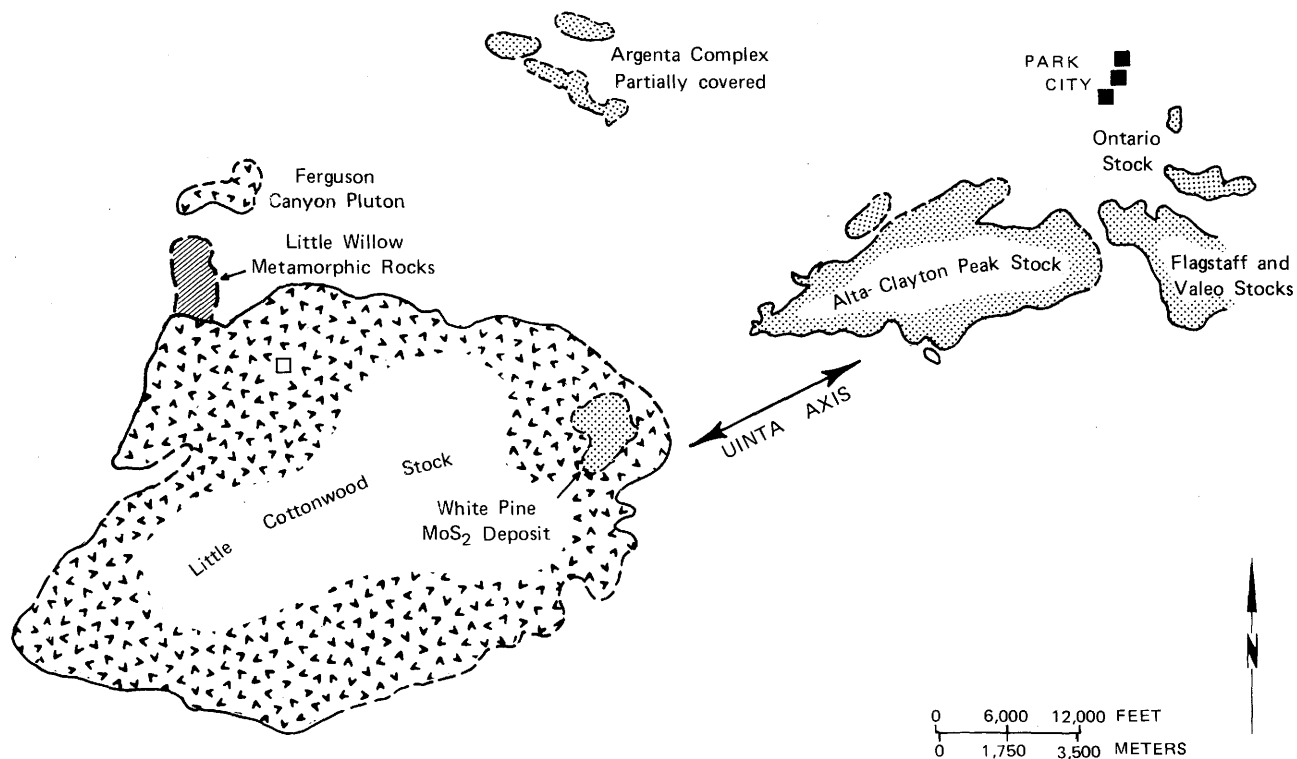 Argenta Complex
Partially covered
PARK
CITY
Ontario
Stock
Ferguson
Canyon Pluton
Little Willow
Metamorphic Rocks
Alta-Clayton Peak Stock
Flagstaff and
Valeo Stocks
UINTA AXIS
Little Cottonwood Stock
White Pine
MoS2 Deposit
N
0 6,000 12,000 FEET
0 1,750 3,500 METERS